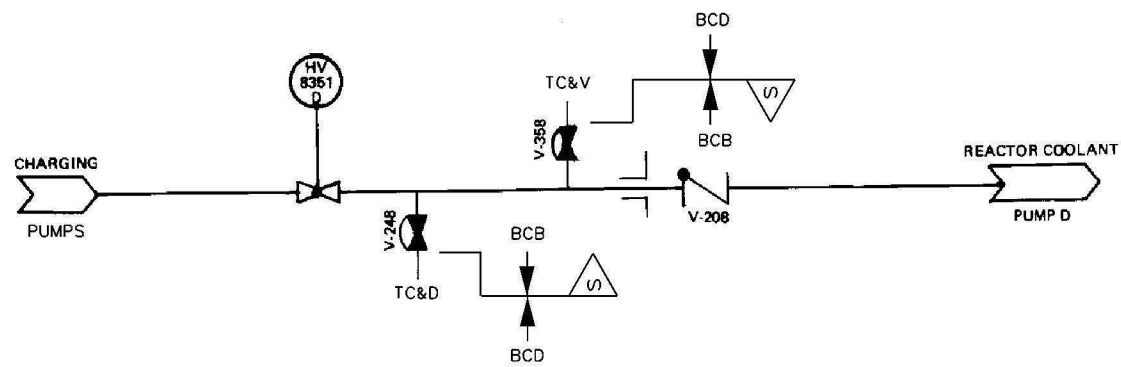 BCD
HV
8351
D
TC&V
S
V-358
BCB
CHARGING
REACTOR COOLANT
PUMPS
V-248
V-208
PUMP D
BCB
S
TC&D
BCD